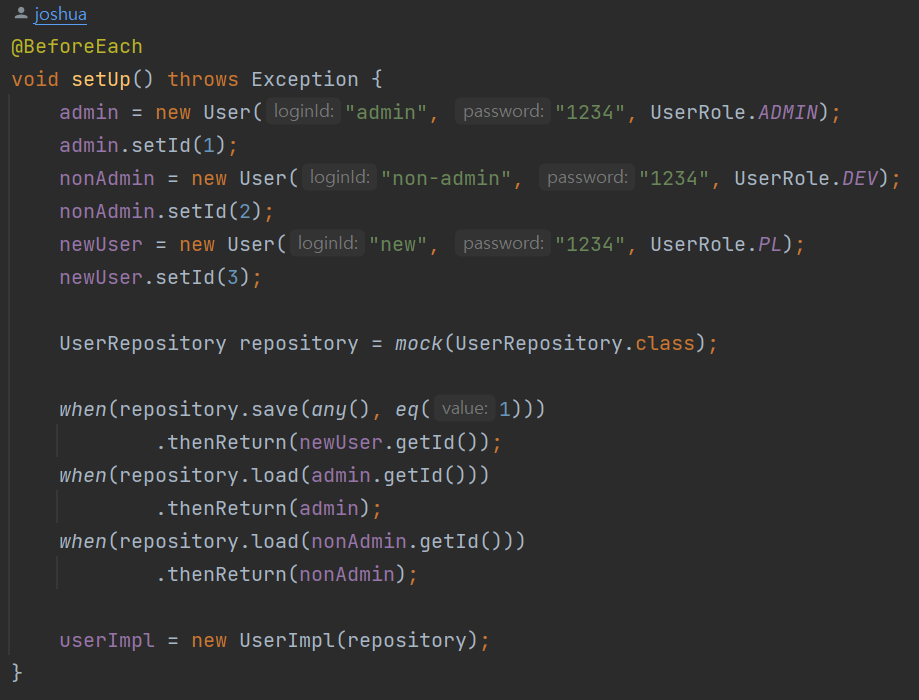 joshua
@BeforeEach
void setUp() throws Exception {
    admin = new User( loginId: "admin",  password: "1234", UserRole.ADMIN);
    admin.setId(1);
    nonAdmin = new User( loginId: "non-admin",  password: "1234", UserRole.DEV);
    nonAdmin.setId(2);
    newUser = new User( loginId: "new",  password: "1234", UserRole.PL);
    newUser.setId(3);

    UserRepository repository = mock(UserRepository.class);

    when(repository.save(any(), eq( value: 1)))
            .thenReturn(newUser.getId());
    when(repository.load(admin.getId()))
            .thenReturn(admin);
    when(repository.load(nonAdmin.getId()))
            .thenReturn(nonAdmin);

    userImpl = new UserImpl(repository);
}